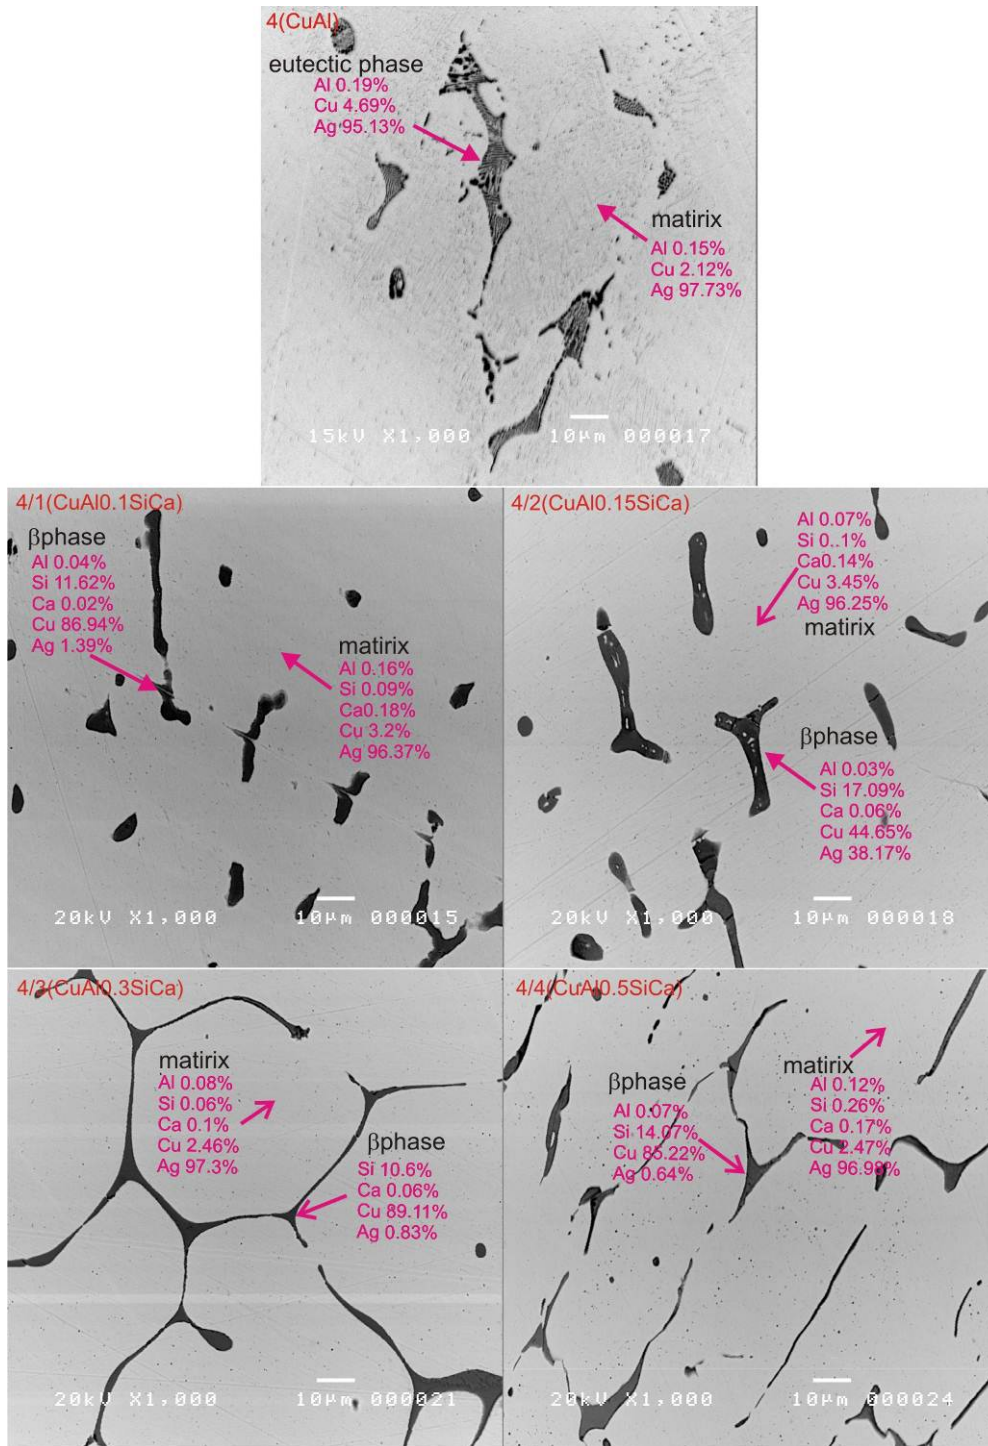 4(CuAl)
eutectic phase
Al 0.19%
Cu 4.69%
Ag 95.13%
matirix
Al 0.15%
Cu 2.12%
Ag 97.73%
15kV X1,000 10µm 000017
4/1(CuAl0.1SiCa)
βphase
Al 0.04%
Si 11.62%
Ca 0.02%
Cu 86.94%
Ag 1.39%
matirix
Al 0.16%
Si 0.09%
Ca0.18%
Cu 3.2%
Ag 96.37%
20kV X1,000 10µm 000015
4/2(CuAl0.15SiCa)
Al 0.07%
Si 0..1%
Ca0.14%
Cu 3.45%
Ag 96.25%
matirix
βphase
Al 0.03%
Si 17.09%
Ca 0.06%
Cu 44.65%
Ag 38.17%
20kV X1,000 10µm 000018
4/3(CuAl0.3SiCa)
matirix
Al 0.08%
Si 0.06%
Ca 0.1%
Cu 2.46%
Ag 97.3%
βphase
Si 10.6%
Ca 0.06%
Cu 89.11%
Ag 0.83%
20kV X1,000 10µm 000021
4/4(CuAl0.5SiCa)
βphase
Al 0.07%
Si 14.07%
Cu 85.22%
Ag 0.64%
matirix
Al 0.12%
Si 0.26%
Ca 0.17%
Cu 2.47%
Ag 96.98%
20kV X1,000 10µm 000024